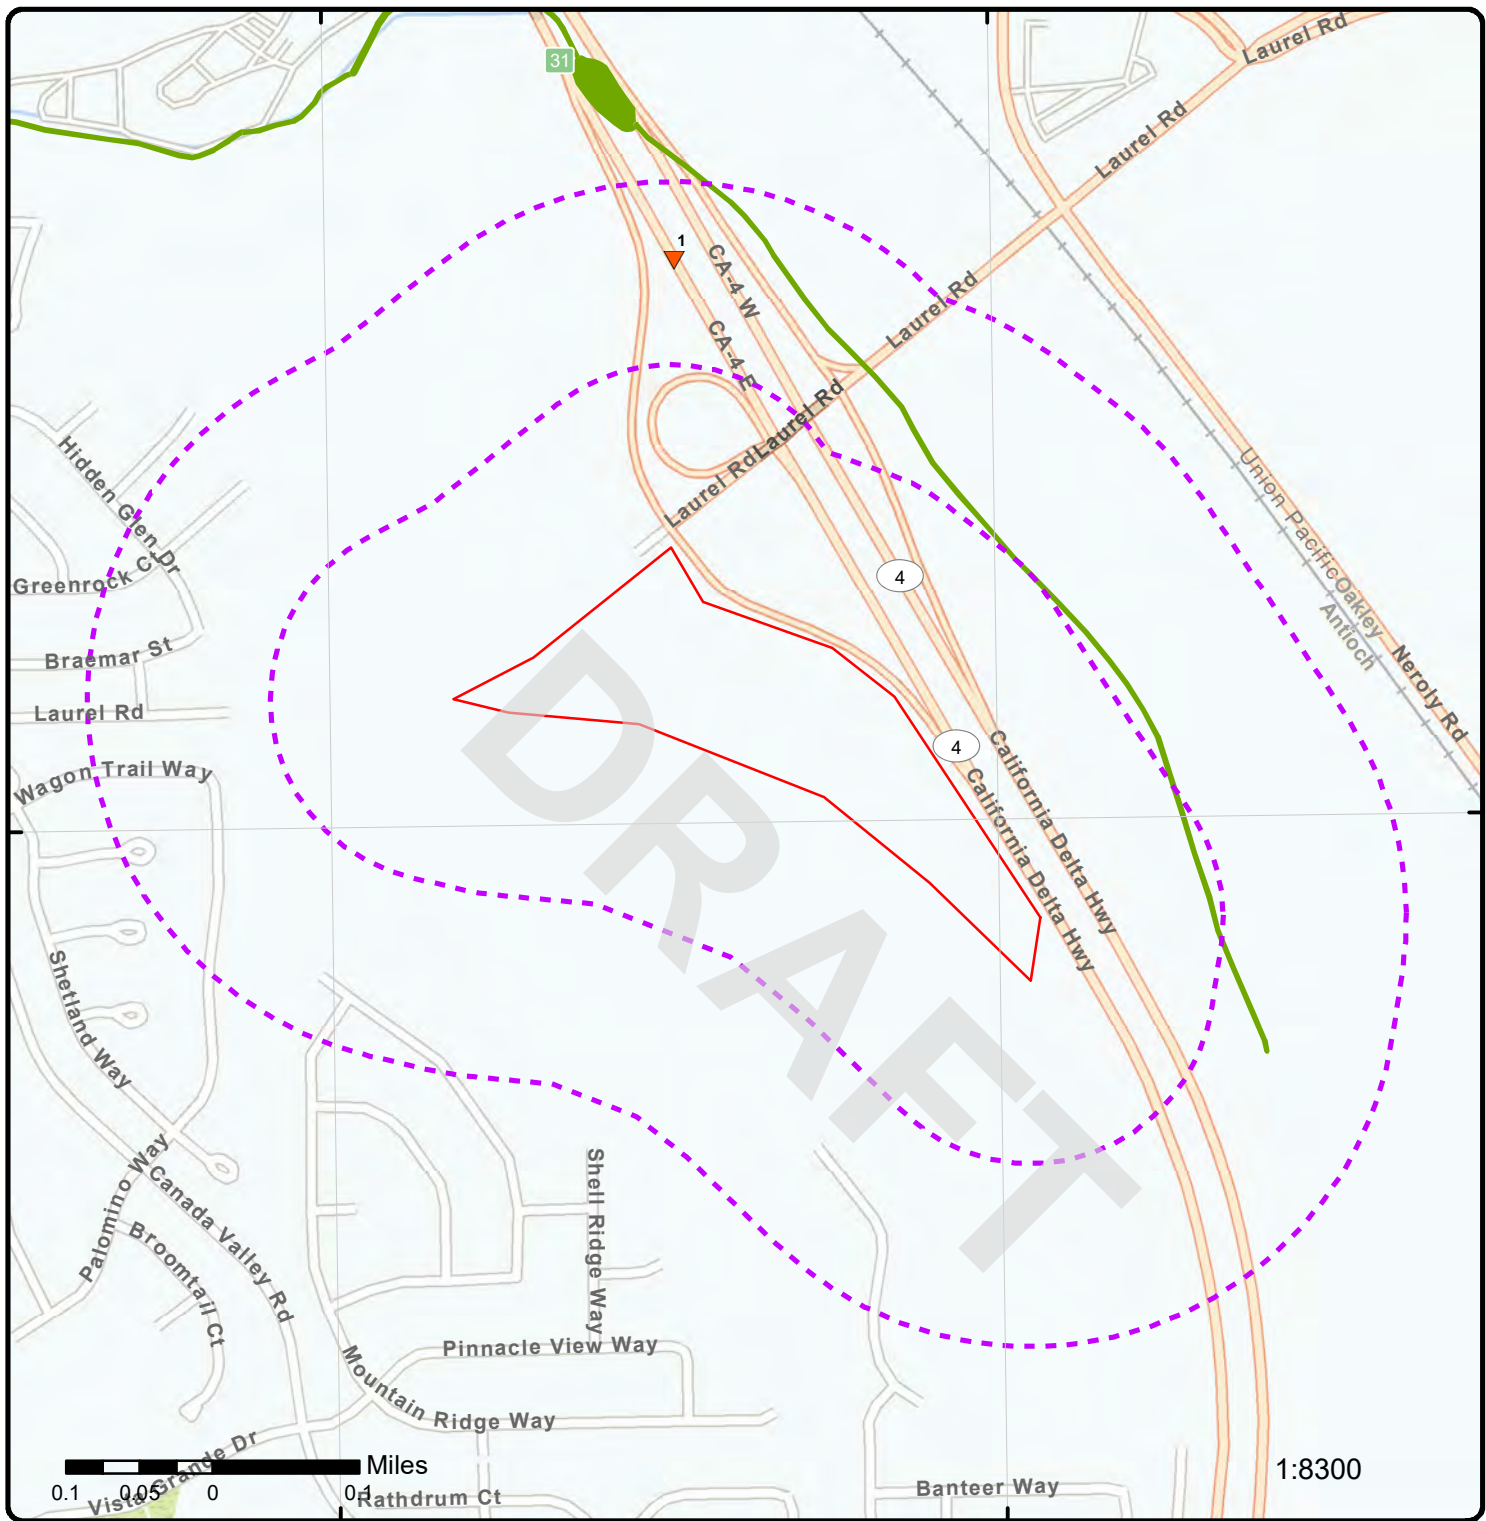 Laurel Rd
31
Laurel Rd
1
CA-4 W
Laurel Rd
CA-4 E
Laurel Rd
Laurel Rd
Hidden Glen Dr
Union Pacific
Greenrock Ct
4
Oakley
Antioch
Braemar St
Neroly Rd
Laurel Rd
4
California Delta Hwy
California Delta Hwy
Wagon Trail Way
DRAFT
Shetland Way
Palomino Way
Canada Valley Rd
Shell Ridge Way
Broomtail Ct
Pinnacle View Way
Mountain Ridge Way
Vista Grande Dr
Miles
0.1 0.05 0 0.1
1:8300
Rathdrum Ct
Banteer Way